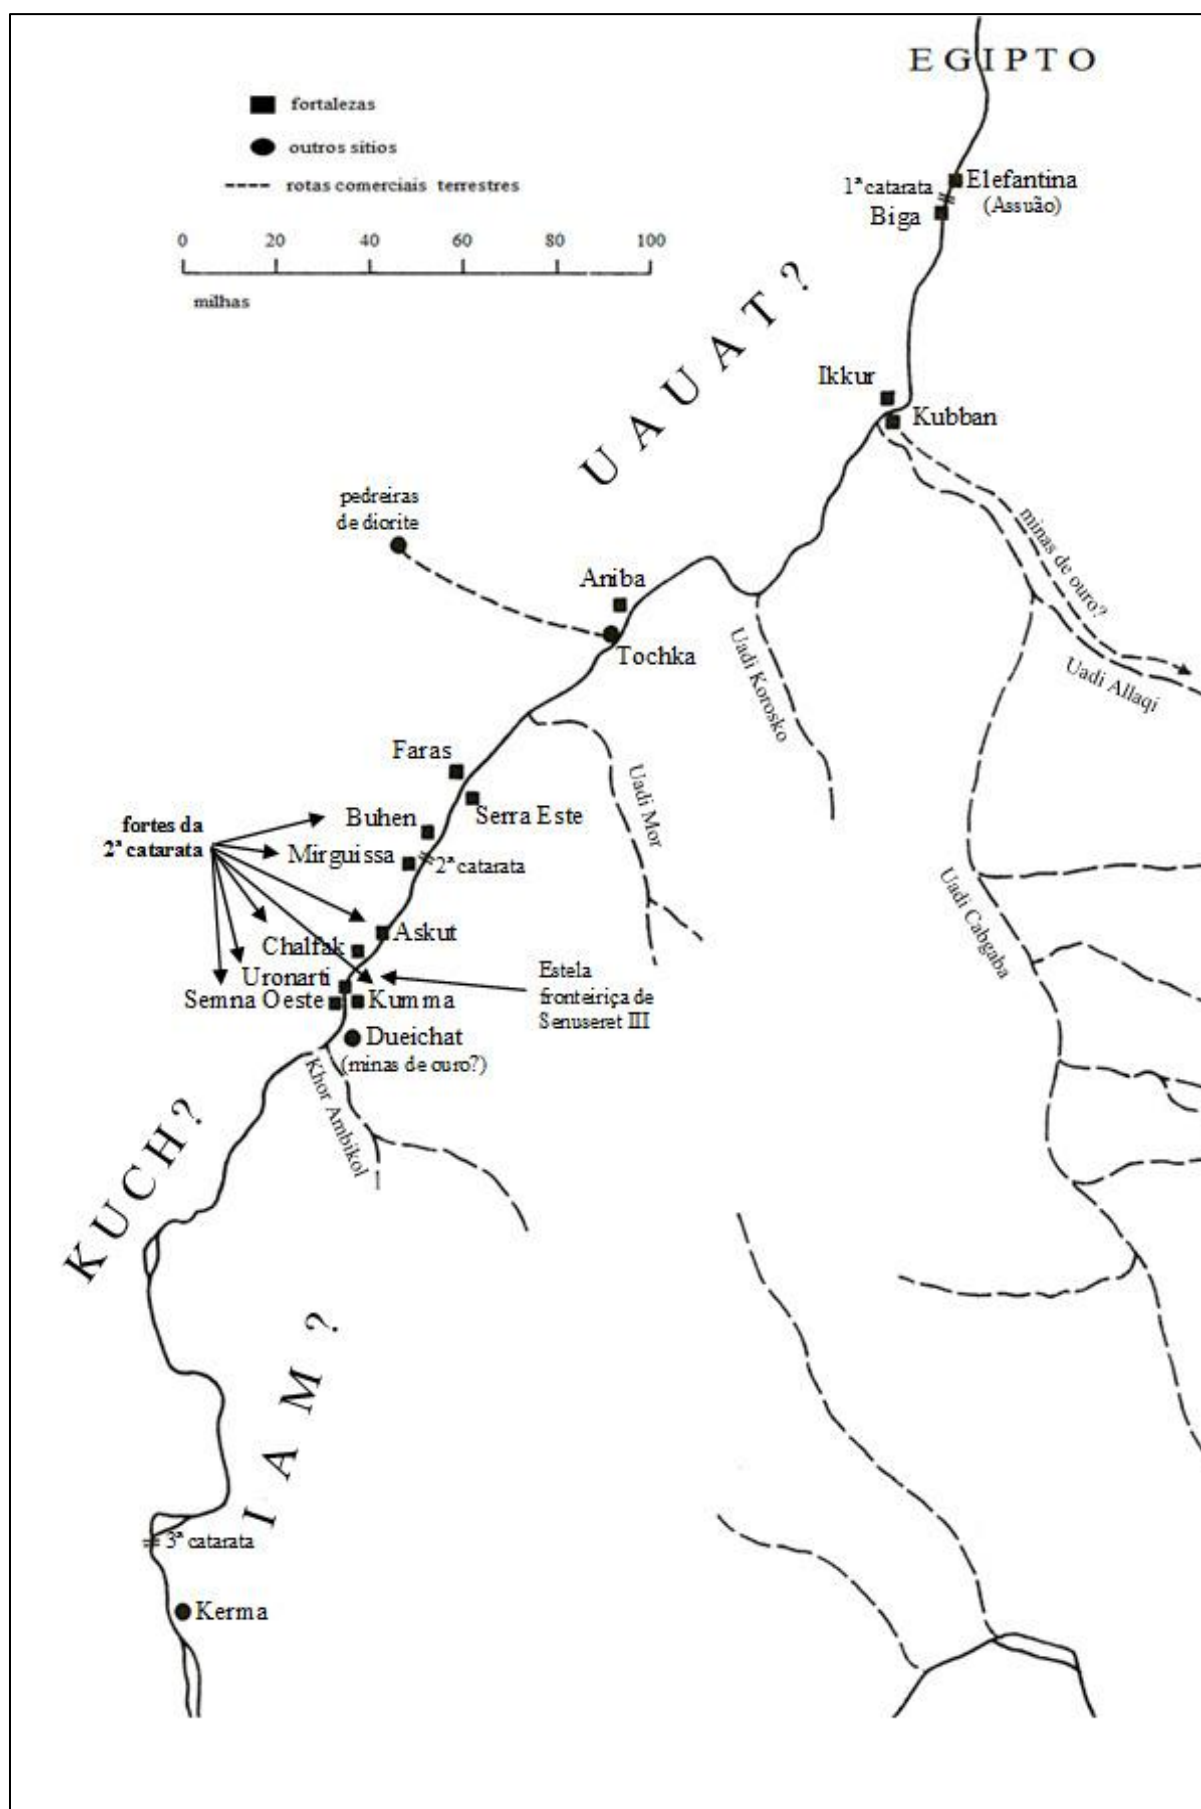 EGIPTO
fortalezas
outros sítios
rotas comerciais terrestres
0 20 40 60 80 100
milhas
1ª catarata
Elefantina
(Assuão)
Biga
UAUAT?
Ikkur
Kubban
pedreiras
de diorite
minas de ouro?
Aniba
Tochka
Uadi Korosko
Uadi Allaqi
Faras
Serra Este
Uadi Mor
fortes da
2ª catarata
Buhen
Mirguissa
2ª catarata
Uadi Cabgaba
Askut
Chalfak
Uronarti
Semna Oeste
Kumma
Estela
fronteiriça de
Senuseret III
Dueichat
(minas de ouro?)
Khor Ambikol
KUCH?
IAM?
3ª catarata
Kerma